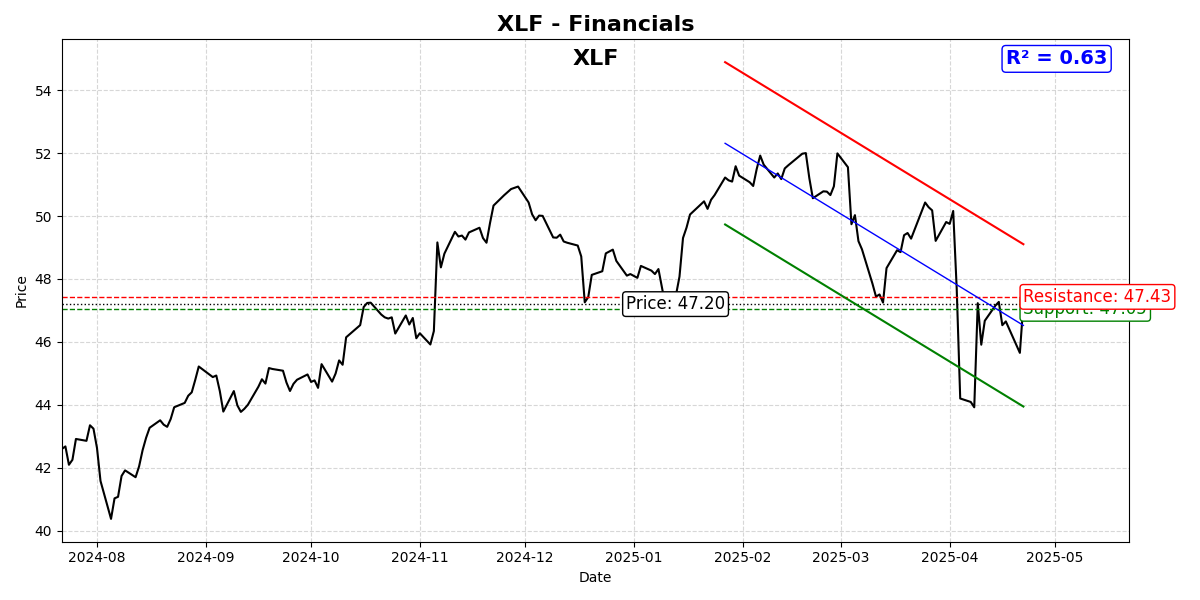 XLF - Financials
XLF
R² = 0.63
54
52
50
48
46
44
42
40
Price
Price: 47.20
Resistance: 47.43
Support: 47.05
2024-08
2024-09
2024-10
2024-11
2024-12
2025-01
2025-02
2025-03
2025-04
2025-05
Date